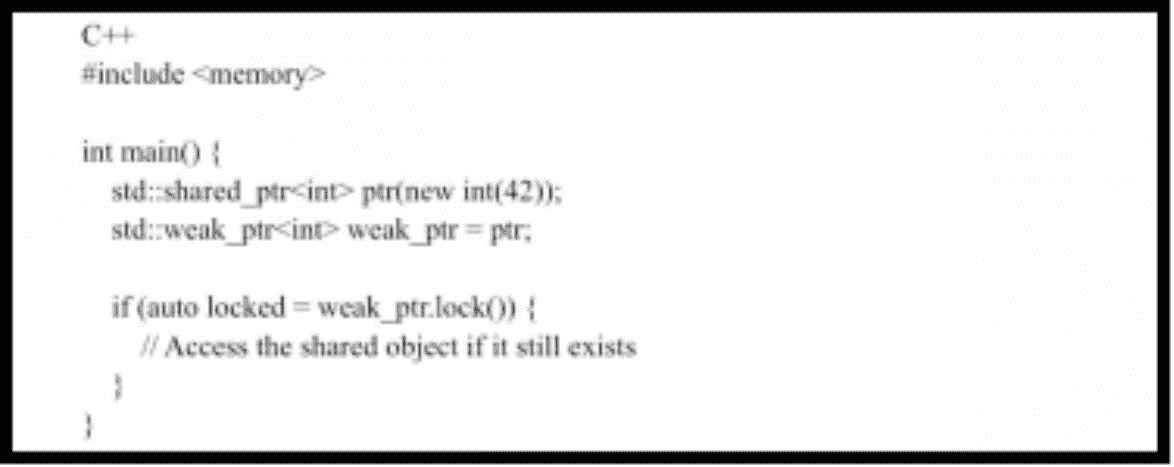 C++
#include <memory>
int main() {
std::shared_ptr<int> ptr(new int(42));
std::weak_ptr<int> weak_ptr = ptr;
if (auto locked = weak_ptr.lock()) {
// Access the shared object if it still exists
}
}